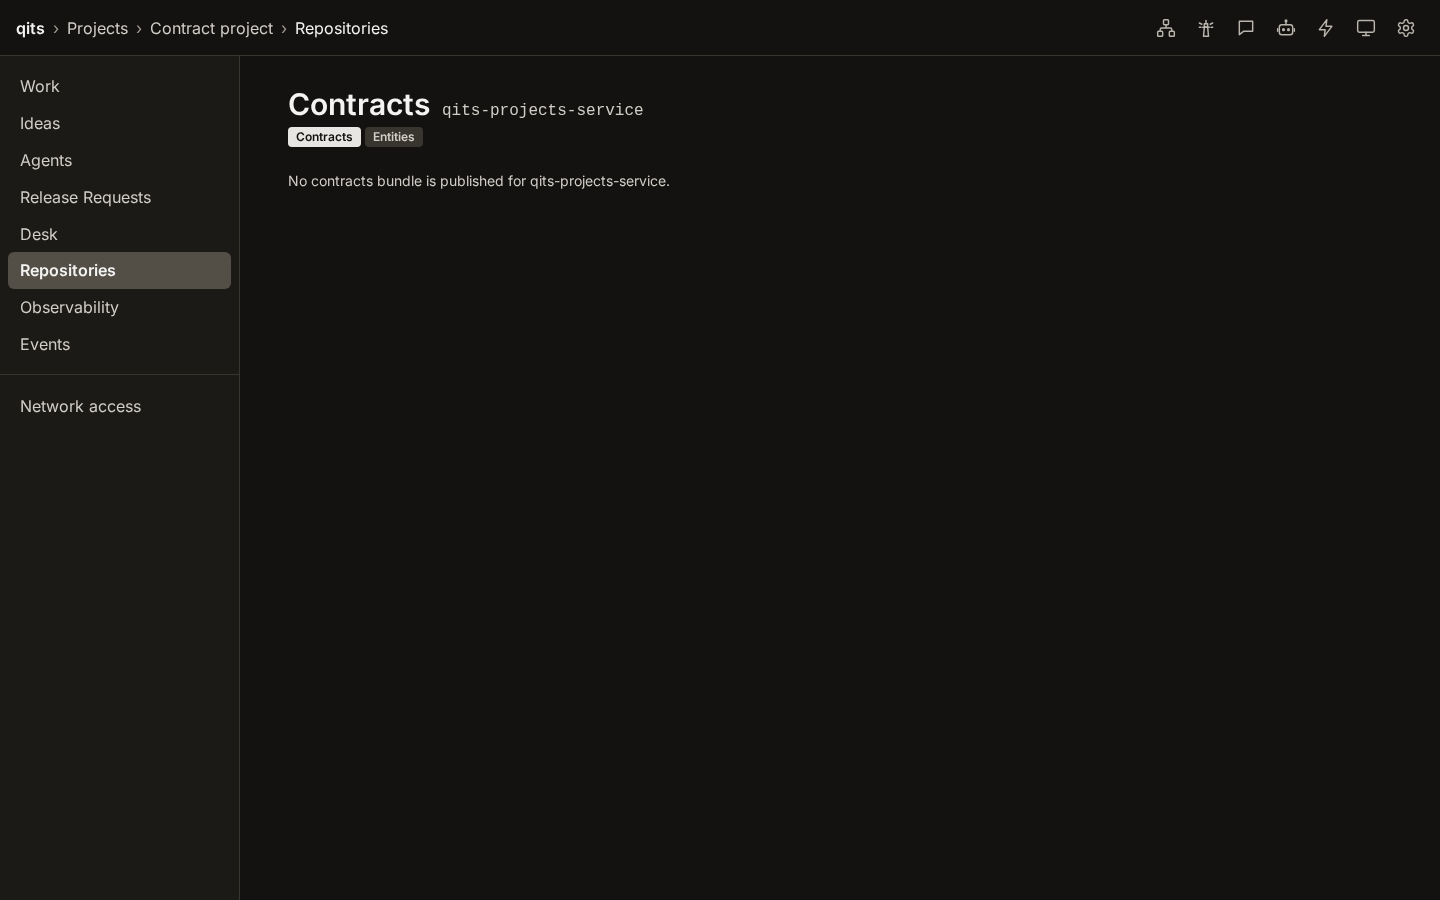 qits › Projects › Contract project › Repositories
Work
Ideas
Agents
Release Requests
Desk
Repositories
Observability
Events
Network access
Contracts qits-projects-service
Contracts Entities
No contracts bundle is published for qits-projects-service.